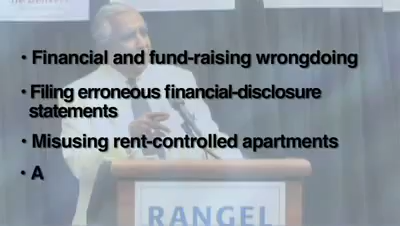 • Financial and fund-raising wrongdoing
• Filing erroneous financial-disclosure
statements
• Misusing rent-controlled apartments
• A
RANGEL